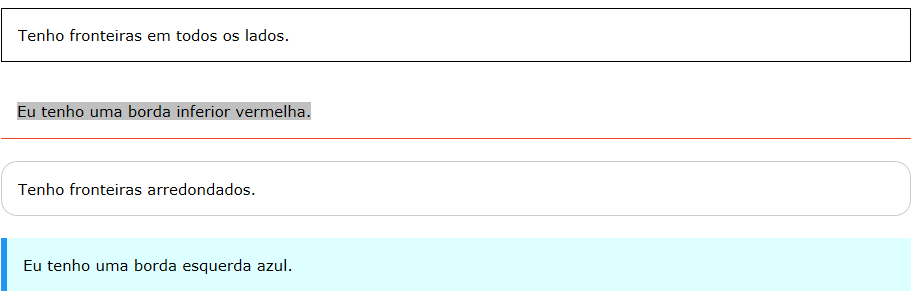 Tenho fronteiras em todos os lados.
Eu tenho uma borda inferior vermelha.
Tenho fronteiras arredondados.
Eu tenho uma borda esquerda azul.